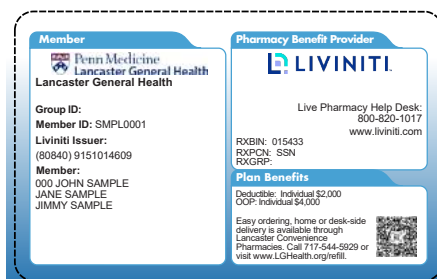 Member
Penn Medicine
Lancaster General Health
Lancaster General Health
Group ID:
Member ID: SMPL0001
Liviniti Issuer:
(80840) 9151014609
Member:
000 JOHN SAMPLE
JANE SAMPLE
JIMMY SAMPLE
Pharmacy Benefit Provider
LIVINITI
Live Pharmacy Help Desk:
800-820-1017
www.liviniti.com
RXBIN: 015433
RXPCN: SSN
RXGRP:
Plan Benefits
Deductible: Individual $2,000
OOP: Individual $4,000
Easy ordering, home or desk-side
delivery is available through
Lancaster Convenience
Pharmacies. Call 717-544-5929 or
visit www.LGHealth.org/refill.